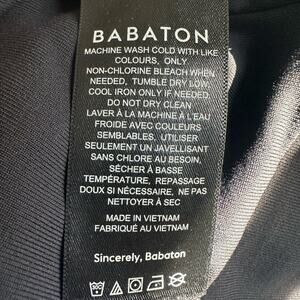 BABATON
MACHINE WASH COLD WITH LIKE
COLOURS, ONLY
NON-CHLORINE BLEACH WHEN
NEEDED, TUMBLE DRY LOW,
COOL IRON ONLY IF NEEDED.
DO NOT DRY CLEAN
LAVER À LA MACHINE À L'EAU
FROIDE AVEC COULEURS
SEMBLABLES, UTILISER
SEULEMENT UN JAVELLISANT
SANS CHLORE AU BESOIN,
SÉCHER À BASSE
TEMPÉRATURE, REPASSAGE
DOUX SI NÉCESSAIRE, NE PAS
NETTOYER À SEC
MADE IN VIETNAM
FABRIQUÉ AU VIETNAM
Sincerely, Babaton